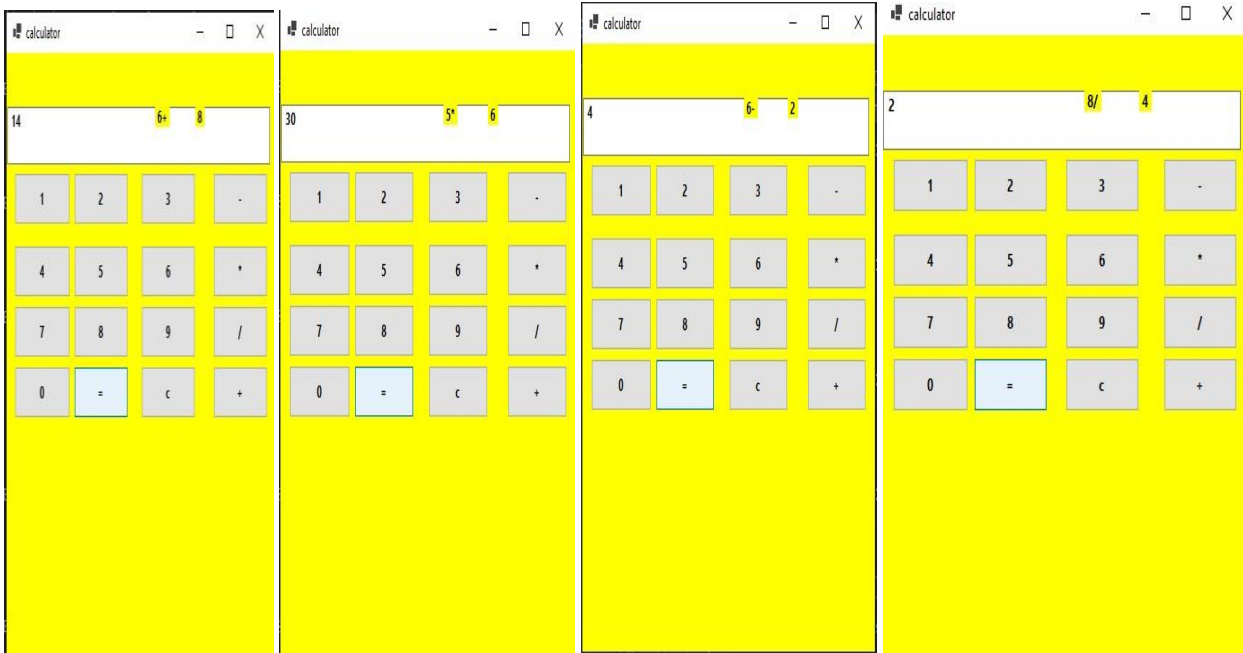 calculator
14 6+ 8
1 2 3 -
4 5 6 *
7 8 9 /
0 = c +
calculator
30 5* 6
1 2 3 -
4 5 6 *
7 8 9 /
0 = c +
calculator
4 6- 2
1 2 3 -
4 5 6 *
7 8 9 /
0 = c +
calculator
2 8/ 4
1 2 3 -
4 5 6 *
7 8 9 /
0 = c +